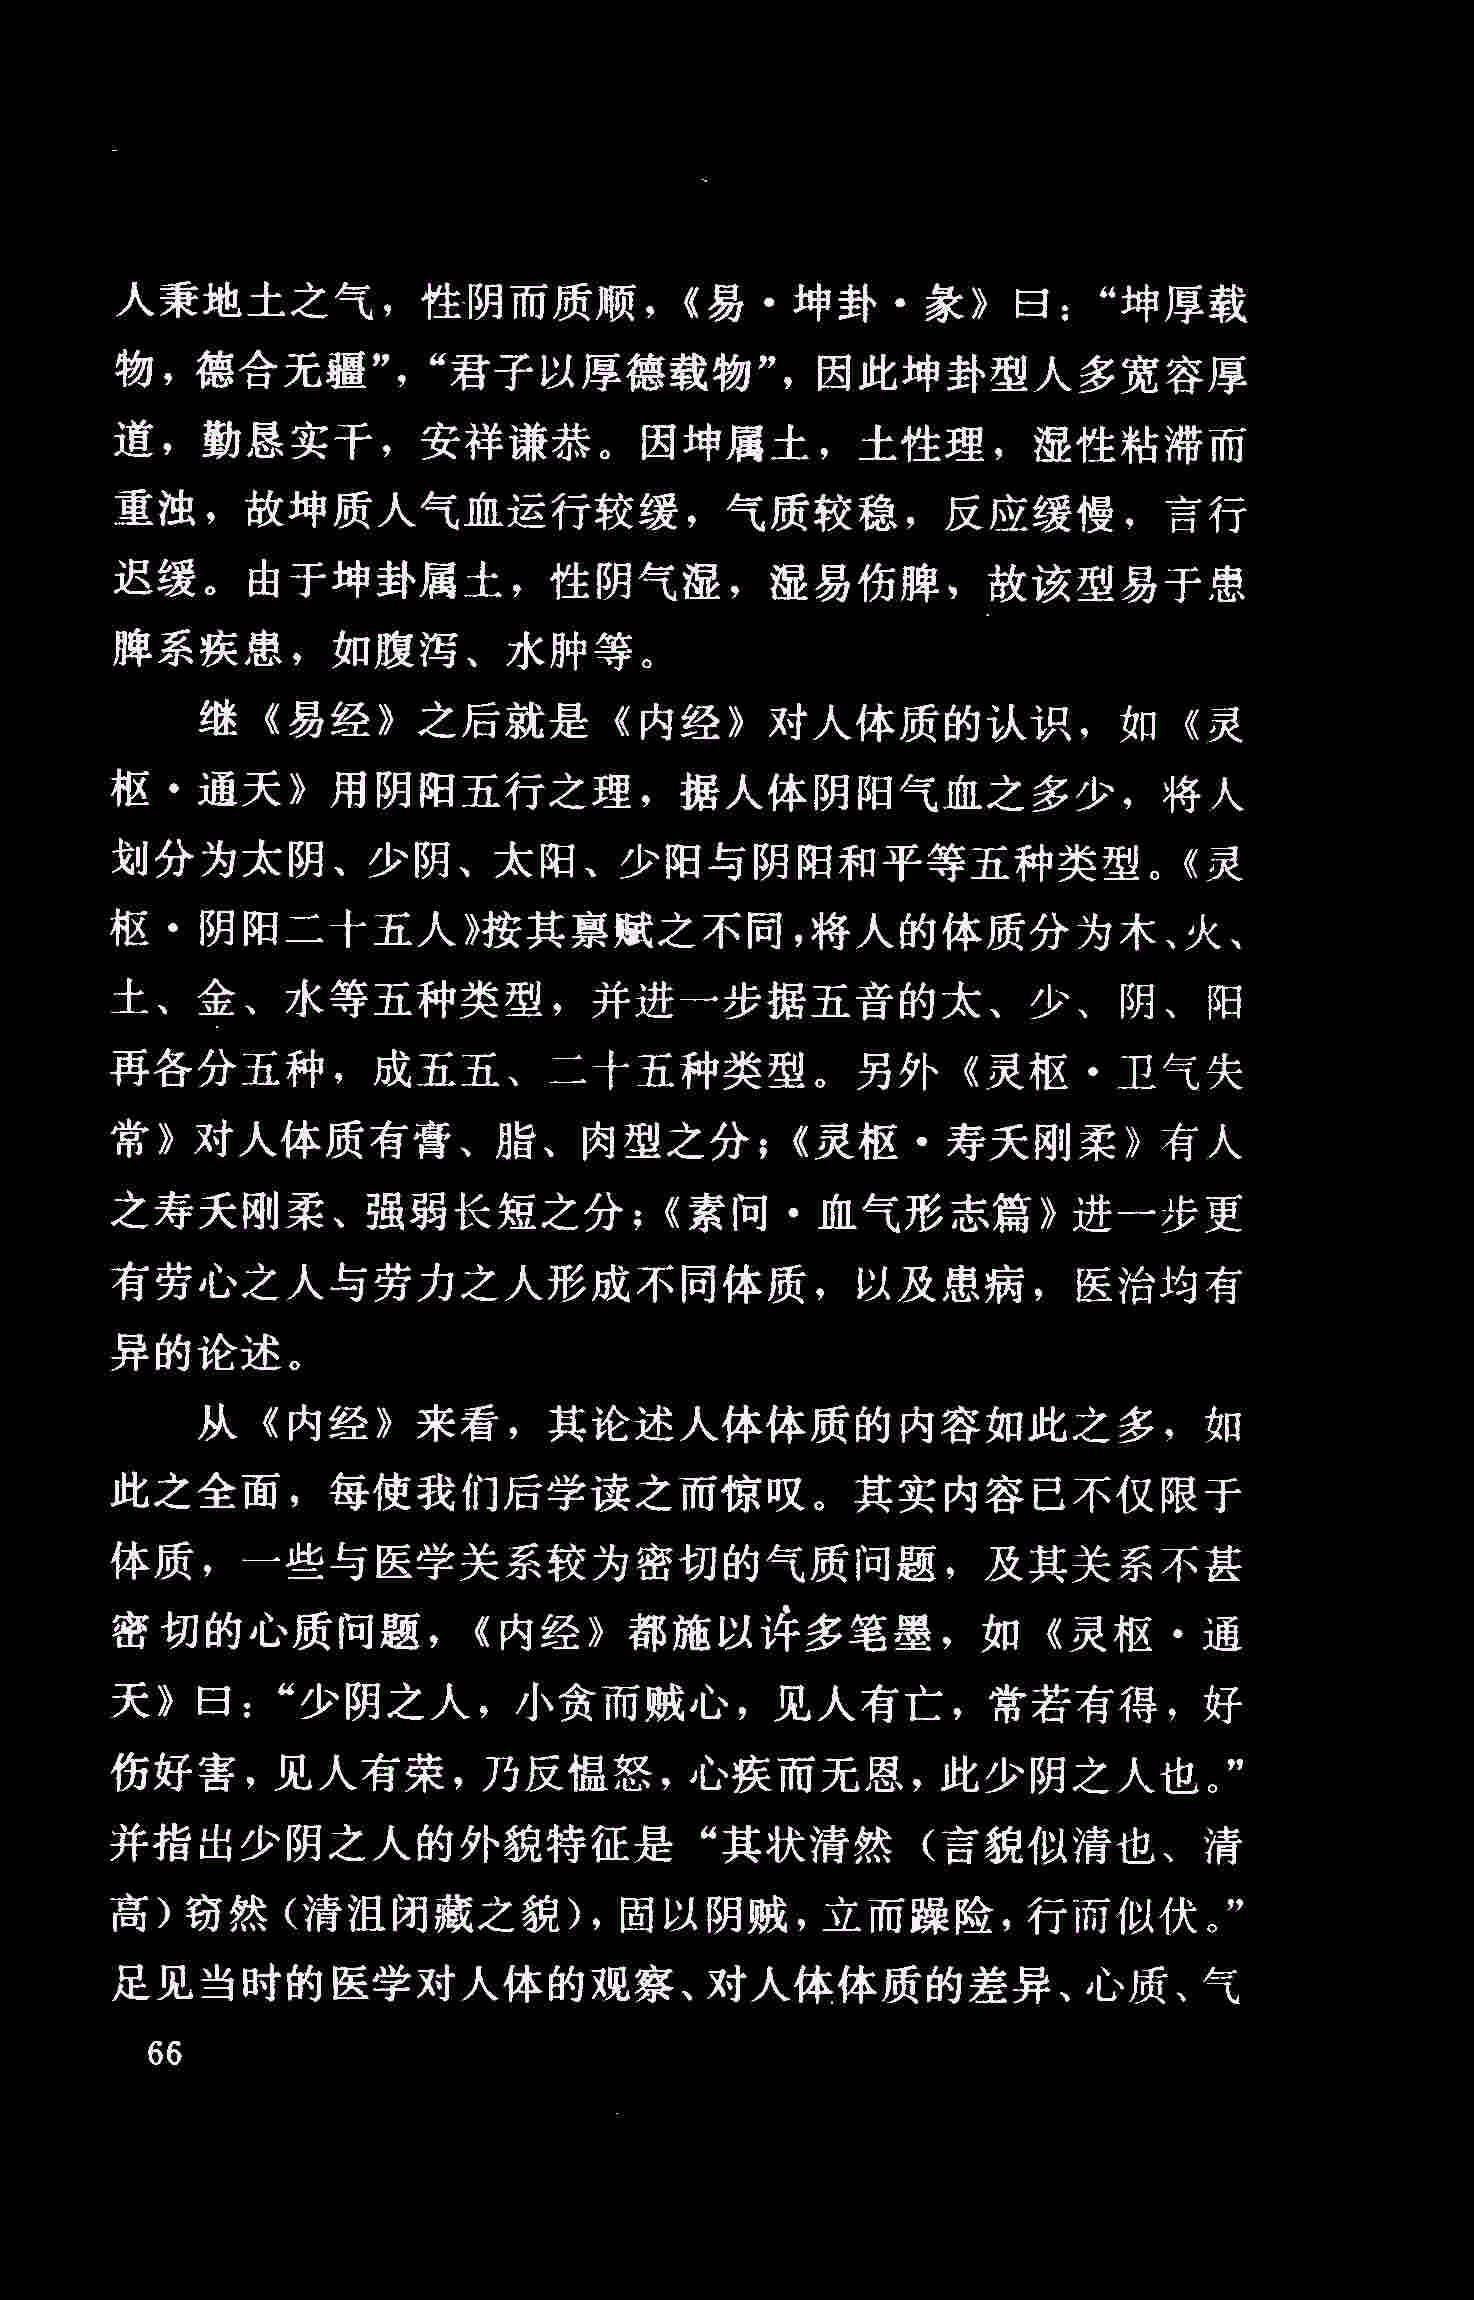 人秉地土之气，性阴而质顺，《易·坤卦·彖》曰：“坤厚载
物，德合无疆”，“君子以厚德载物”，因此坤卦型人多宽容厚
道，勤恳实干，安祥谦恭。因坤属土，土性理，湿性粘滞而
重浊，故坤质人气血运行较缓，气质较稳，反应缓慢，言行
迟缓。由于坤卦属土，性阴气湿，湿易伤脾，故该型易于患
脾系疾患，如腹泻、水肿等。
继《易经》之后就是《内经》对人体质的认识，如《灵
枢·通天》用阴阳五行之理，据人体阴阳气血之多少，将人
划分为太阴、少阴、太阳、少阳与阴阳和平等五种类型。《灵
枢·阴阳二十五人》按其禀赋之不同，将人的体质分为木、火、
土、金、水等五种类型，并进一步据五音的太、少、阴、阳
再各分五种，成五五、二十五种类型。另外《灵枢·卫气失
常》对人体质有膏、脂、肉型之分；《灵枢·寿夭刚柔》有人
之寿夭刚柔、强弱长短之分；《素问·血气形志篇》进一步更
有劳心之人与劳力之人形成不同体质，以及患病，医治均有
异的论述。
从《内经》来看，其论述人体体质的内容如此之多，如
此之全面，每使我们后学读之而惊叹。其实内容已不仅限于
体质，一些与医学关系较为密切的气质问题，及其关系不甚
密切的心质问题，《内经》都施以许多笔墨，如《灵枢·通
天》曰：“少阴之人，小贪而贼心，见人有亡，常若有得，好
伤好害，见人有荣，乃反愠怒，心疾而无恩，此少阴之人也。”
并指出少阴之人的外貌特征是“其状清然（言貌似清也、清
高）窃然（清沮闭藏之貌），固以阴贼，立而躁险，行而似伏。”
足见当时的医学对人体的观察、对人体体质的差异、心质、气
66